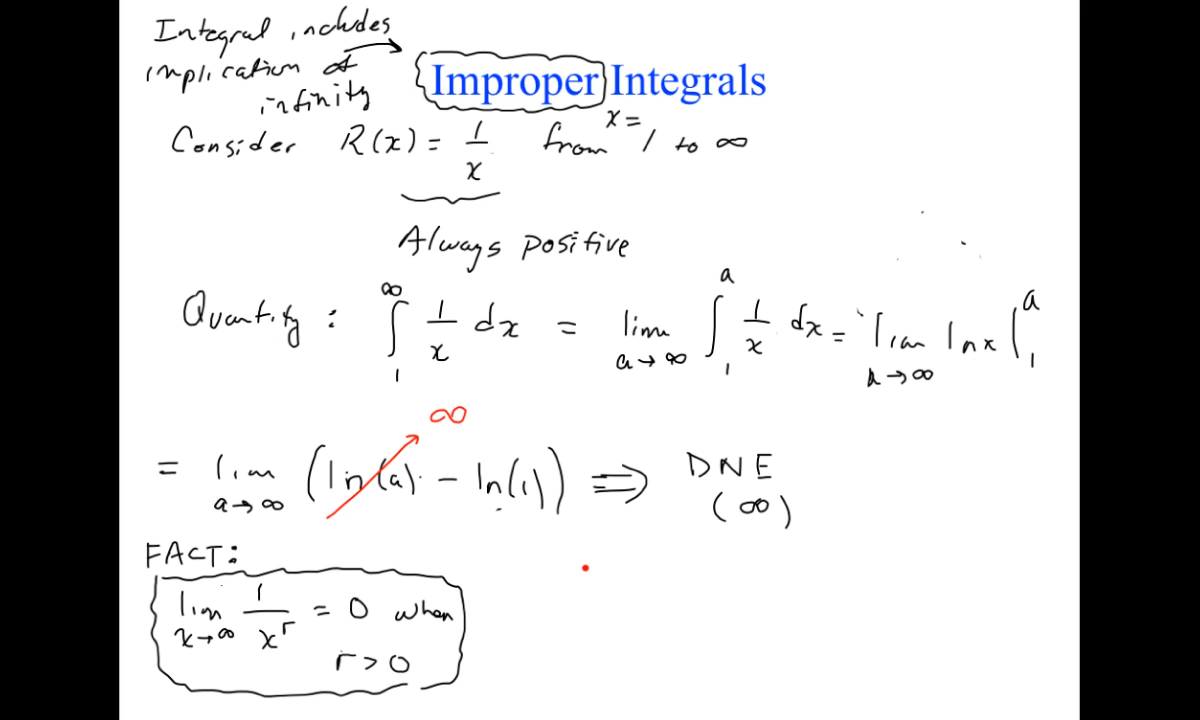 Integral includes
implication of
infinity
Improper Integrals
Consider R(x) = 1/x from x = 1 to ∞
Always positive
Quantity : ∫₁^∞ 1/x dx = lim a→∞ ∫₁^a 1/x dx = lim a→∞ ln x |₁^a
= lim a→∞ (ln(a) - ln(1)) ⇒ DNE
∞
(∞)
FACT:
lim x→∞ 1/x^r = 0 when
r > 0